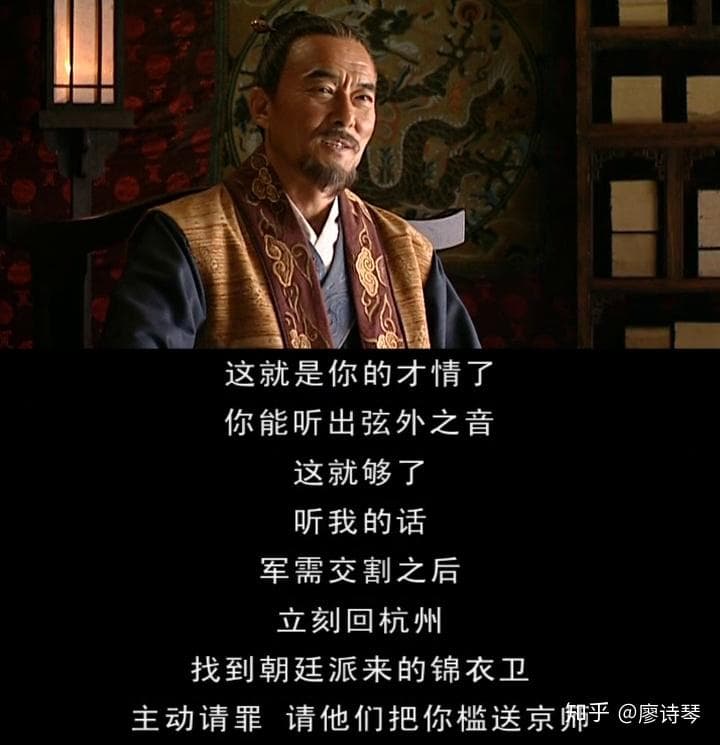 这就是你的才情了
你能听出弦外之音
这就够了
听我的话
军需交割之后
立刻回杭州
找到朝廷派来的锦衣卫
主动请罪 请他们把你槛送京师
知乎 @廖诗琴